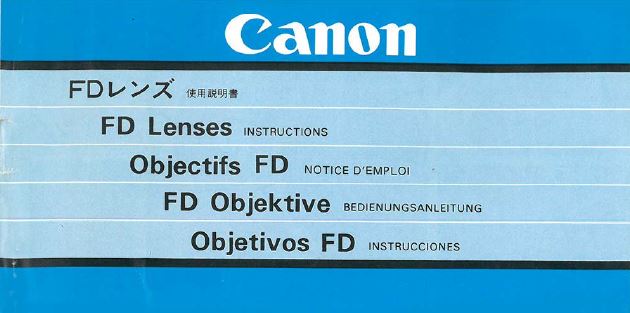 Canon
FDレンズ 使用説明書
FD Lenses INSTRUCTIONS
Objectifs FD NOTICE D'EMPLOI
FD Objektive BEDIENUNGSANLEITUNG
Objetivos FD INSTRUCCIONES